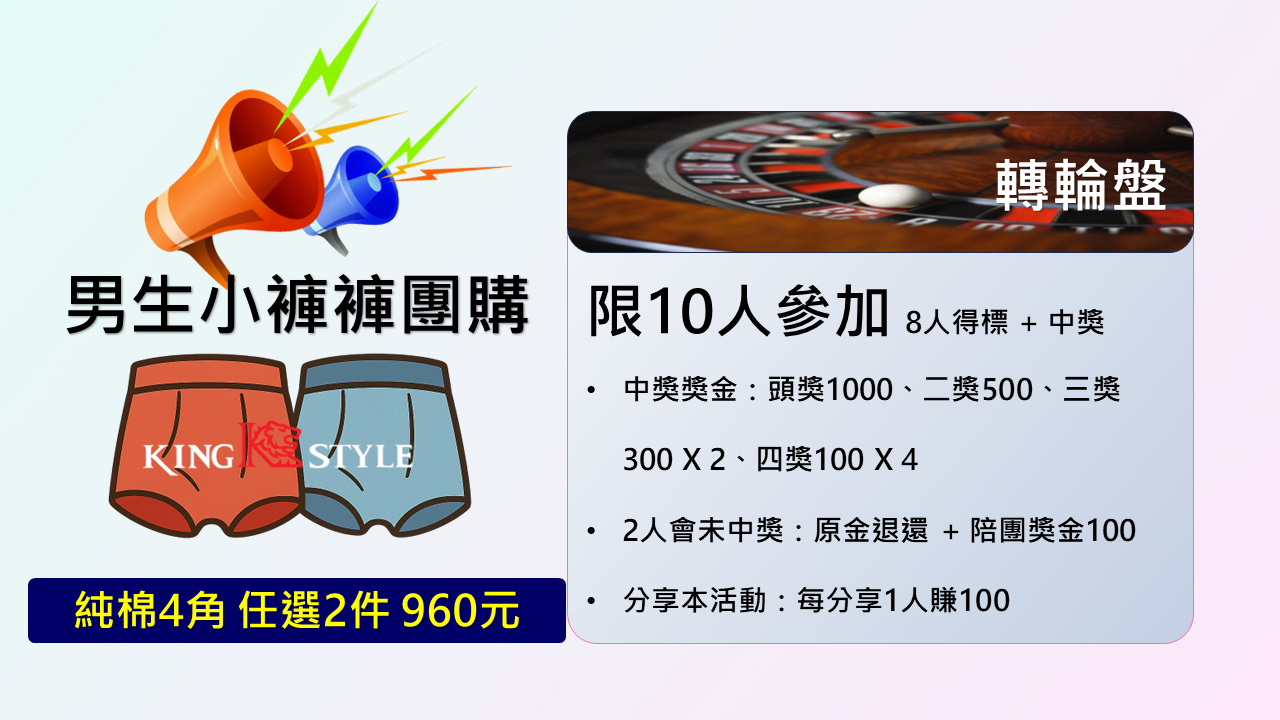 男生小褲褲團購
KING STYLE
純棉4角 任選2件 960元
轉輪盤
限10人參加 8人得標 + 中獎
• 中獎獎金：頭獎1000、二獎500、三獎
300 X 2、四獎100 X 4
• 2人會未中獎：原金退還 + 陪團獎金100
• 分享本活動：每分享1人賺100